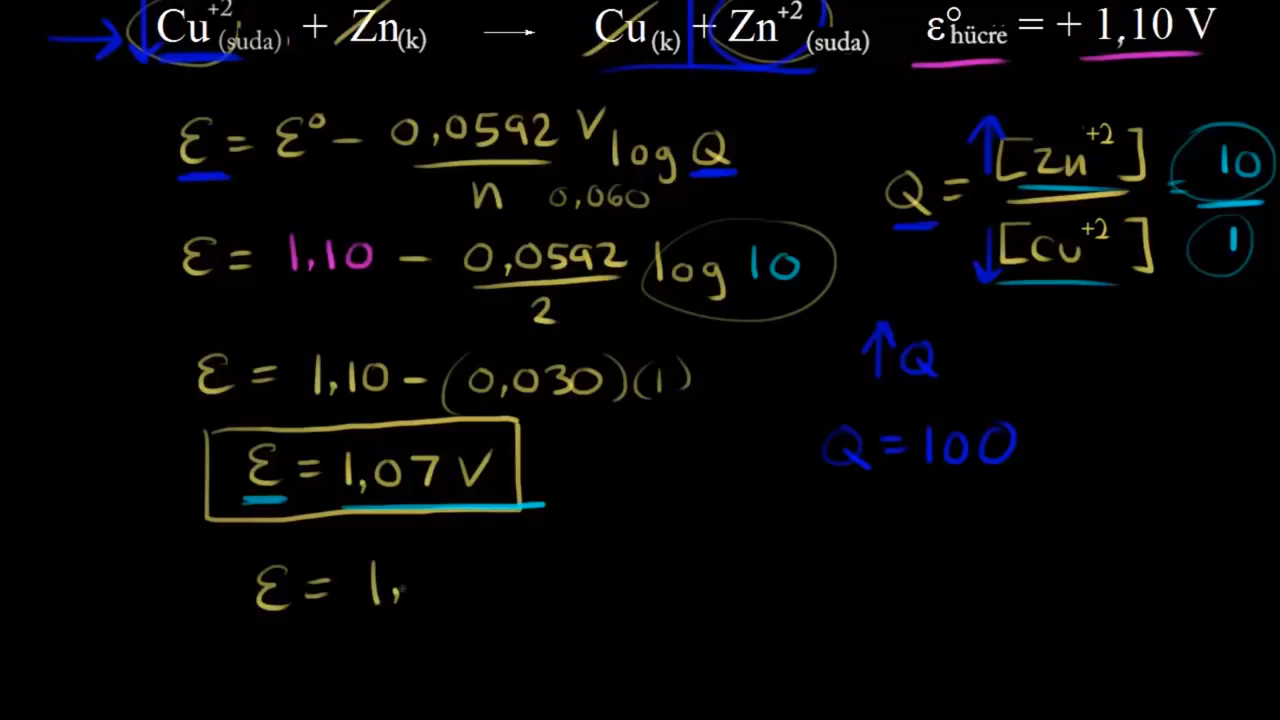 Cu⁺²(suda) + Zn(k) → Cu(k) + Zn⁺²(suda) ε°hücre = + 1,10 V
ε = ε° − 0,0592 V / n log Q
0,060
Q = [Zn⁺²] / [Cu⁺²] = 10 / 1
ε = 1,10 − 0,0592 / 2 log 10
↑ Q
ε = 1,10 − (0,030)(1)
Q = 100
ε = 1,07 V
ε = 1,